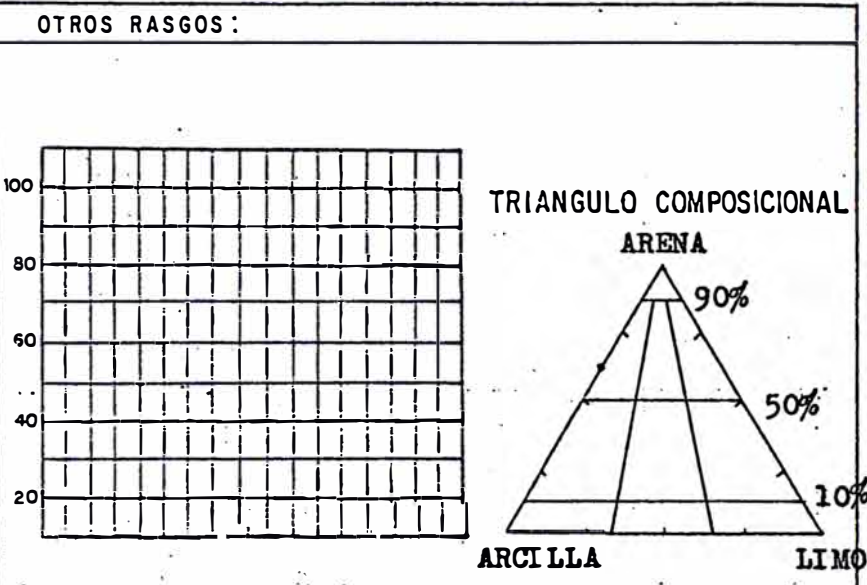 OTROS RASGOS:
100
80
60
40
20
TRIANGULO COMPOSICIONAL
ARENA
90%
50%
10%
ARCILLA
LIMO